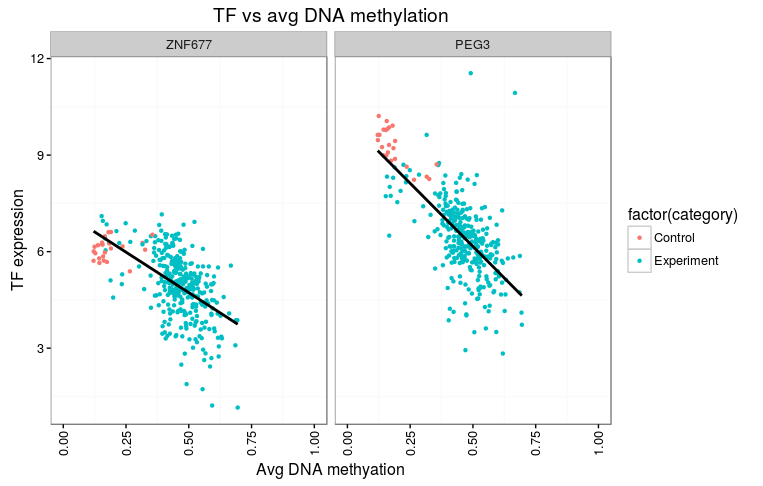 TF vs avg DNA methylation
ZNF677 PEG3
12
9
6
3
TF expression
0.00 0.25 0.50 0.75 1.00 0.00 0.25 0.50 0.75 1.00
Avg DNA methyation
factor(category)
Control
Experiment